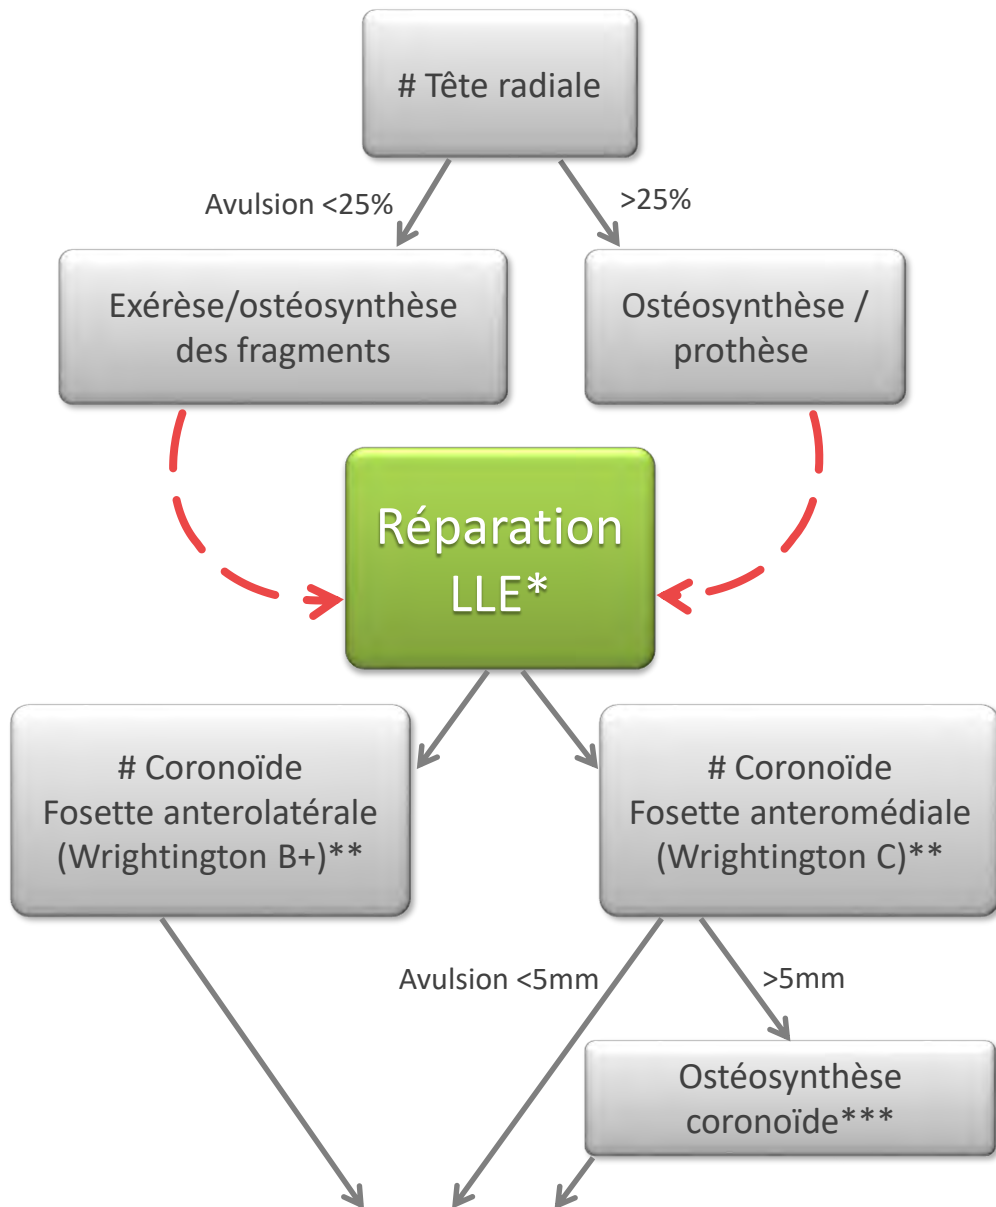 # Tête radiale
Avulsion <25%
>25%
Exérèse/ostéosynthèse
des fragments
Ostéosynthèse /
prothèse
Réparation
LLE*
# Coronoïde
Fosette anterolatérale
(Wrightington B+)**
# Coronoïde
Fosette anteromédiale
(Wrightington C)**
Avulsion <5mm
>5mm
Ostéosynthèse
coronoïde***